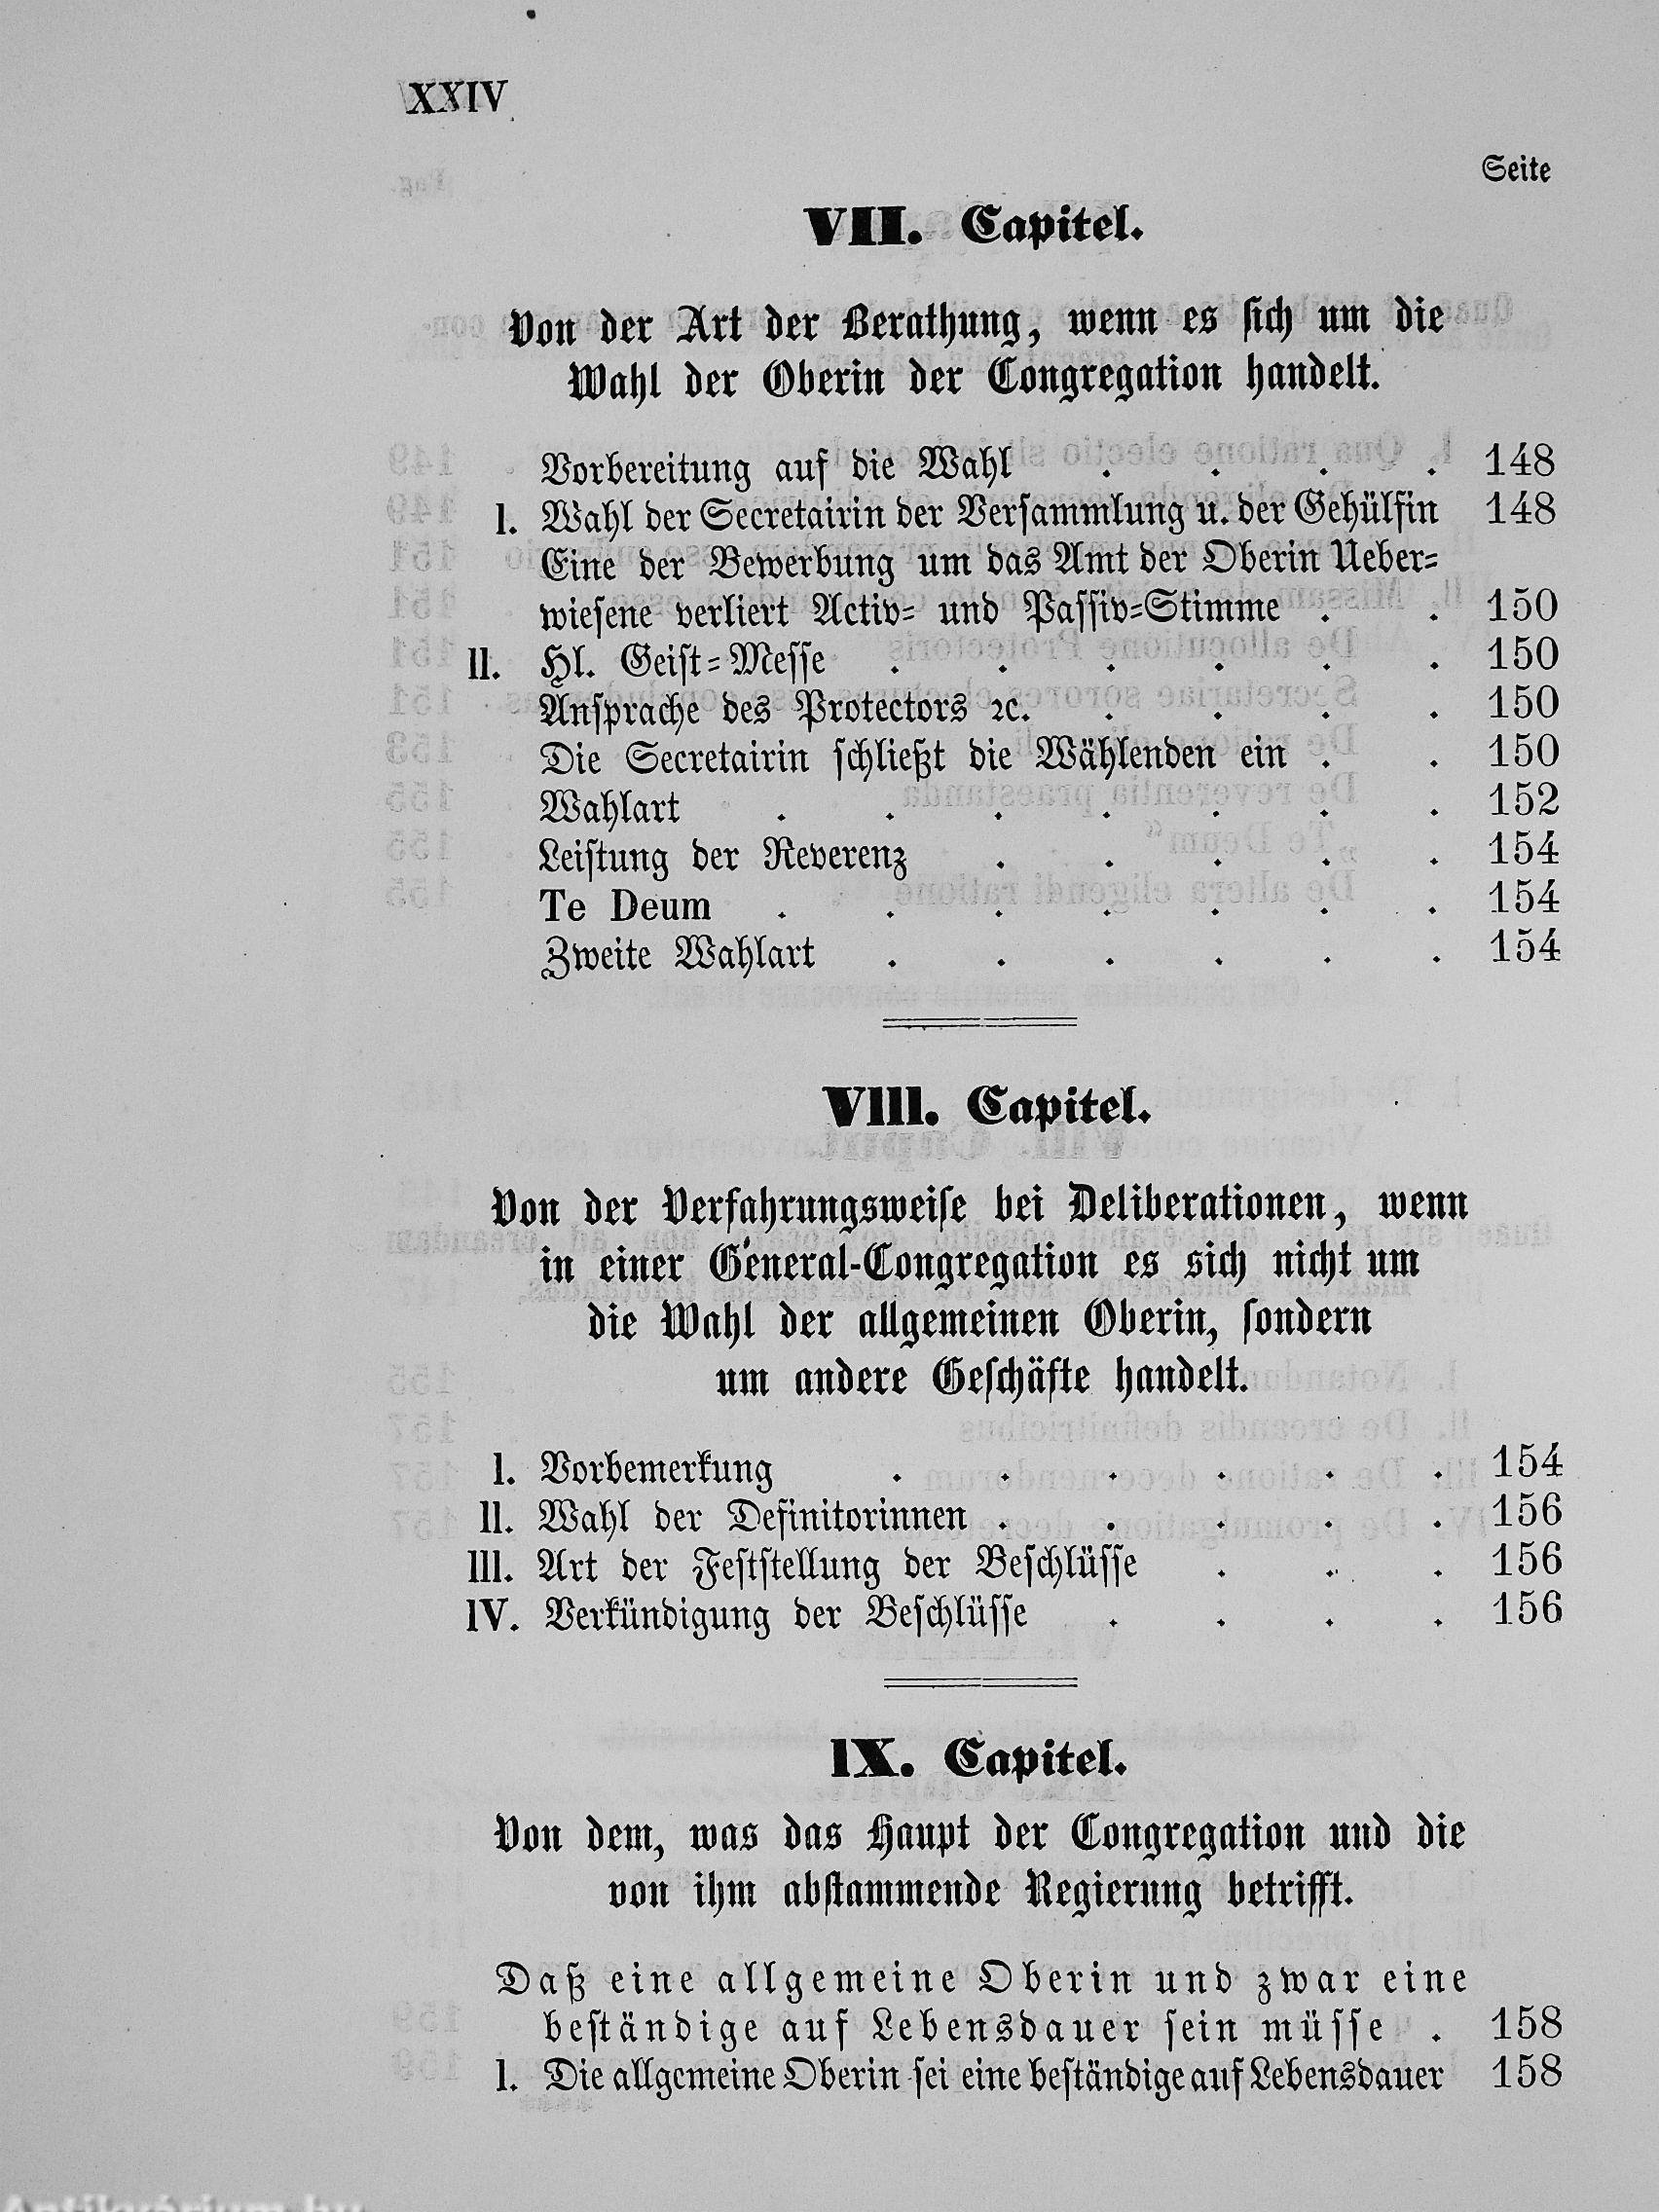 XXIV
Seite
VII. Capitel.
Von der Art der Berathung, wenn es ſich um die
Wahl der Oberin der Congregation handelt.
Vorbereitung auf die Wahl . . . . 148
I. Wahl der Secretairin der Verſammlung u. der Gehülfin 148
Eine der Bewerbung um das Amt der Oberin Ueber=
wieſene verliert Activ= und Paſſiv=Stimme . . 150
II. Hl. Geiſt=Meſſe . . . . . . 150
Anſprache des Protectors ꝛc. . . . . 150
Die Secretairin ſchließt die Wählenden ein . . 150
Wahlart . . . . . . . 152
Leiſtung der Reverenz . . . . . 154
Te Deum . . . . . . . 154
Zweite Wahlart . . . . . . 154
VIII. Capitel.
Von der Verfahrungsweiſe bei Deliberationen, wenn
in einer General-Congregation es sich nicht um
die Wahl der allgemeinen Oberin, ſondern
um andere Geſchäfte handelt.
I. Vorbemerkung . . . . . . 154
II. Wahl der Definitorinnen . . . . . 156
III. Art der Feſtſtellung der Beſchlüſſe . . . 156
IV. Verkündigung der Beſchlüſſe . . . . 156
IX. Capitel.
Von dem, was das Haupt der Congregation und die
von ihm abſtammende Regierung betrifft.
Daß eine allgemeine Oberin und zwar eine
beſtändige auf Lebensdauer ſein müſſe . 158
I. Die allgemeine Oberin ſei eine beſtändige auf Lebensdauer 158